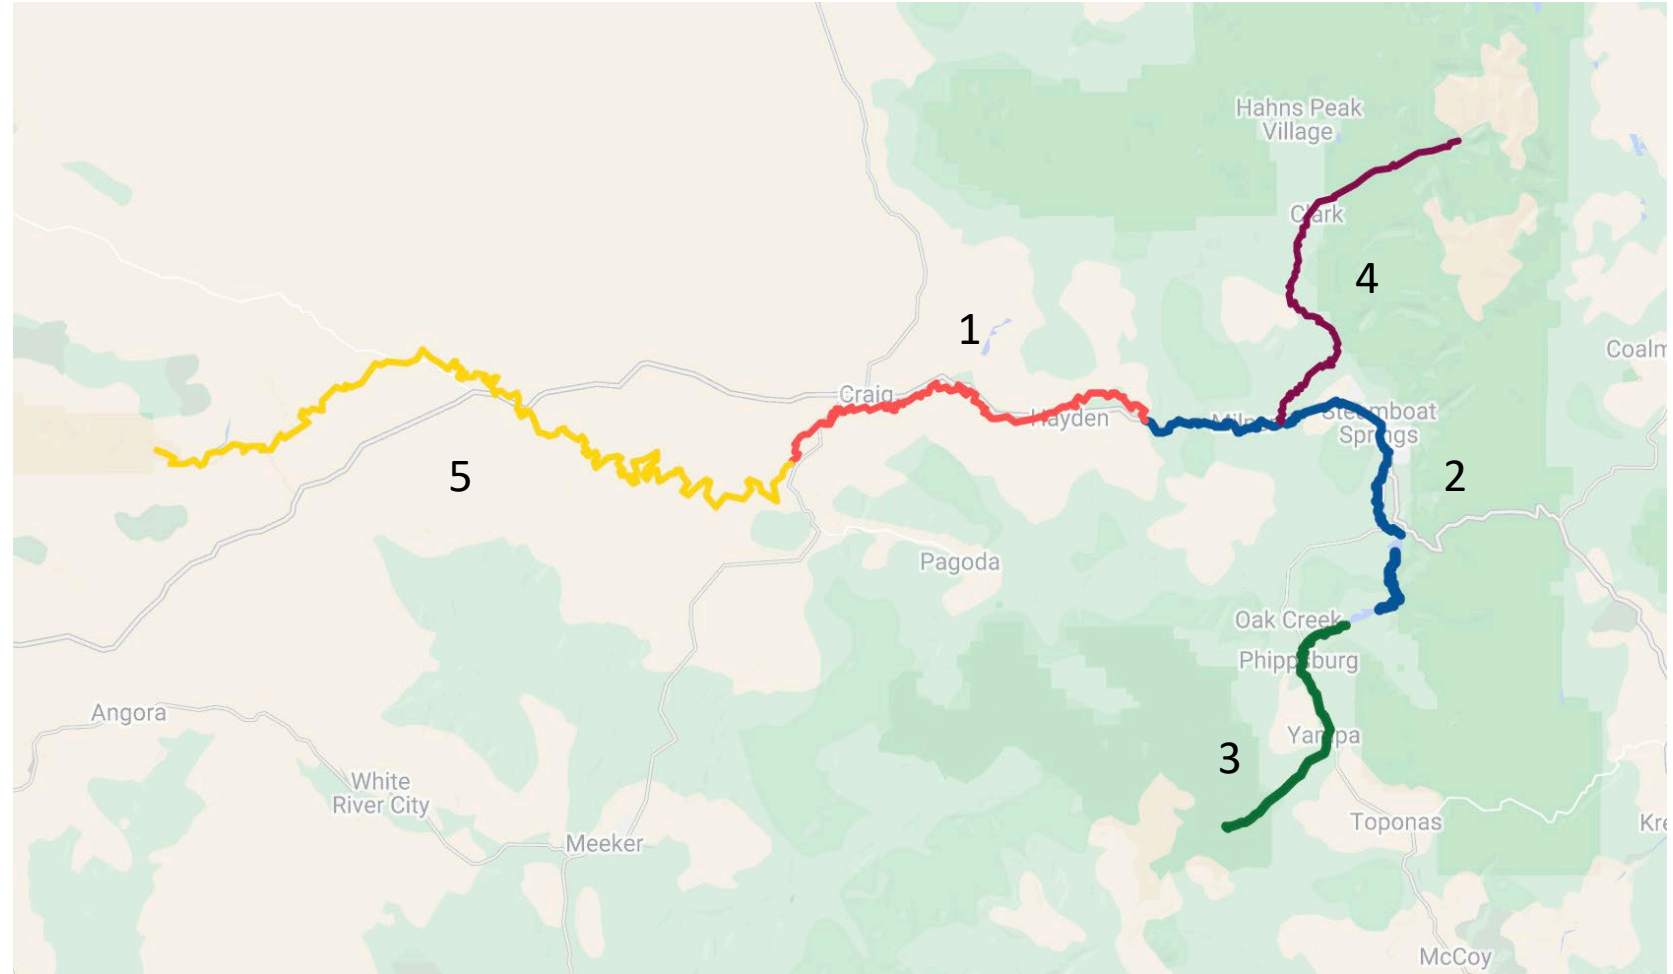 Hahns Peak
Village
Clark
4
1
Coalm
Craig
Hayden
Steamboat
Springs
5
2
Pagoda
Oak Creek
Phippsburg
Angora
Yampa
3
White
River City
Toponas
Kre
Meeker
McCoy